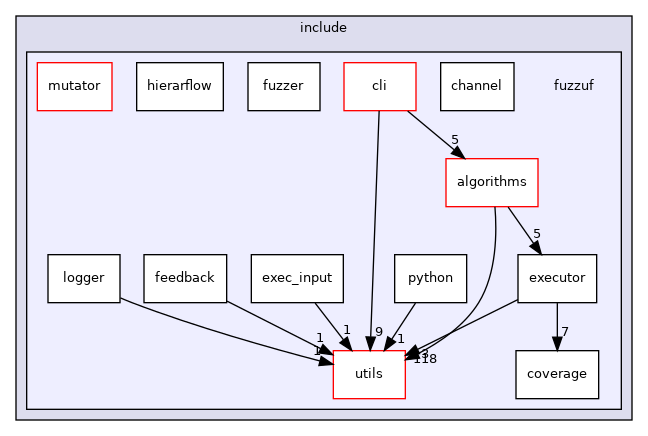 include
mutator
hierarflow
fuzzer
cli
channel
fuzzuf
5
algorithms
5
logger
feedback
exec_input
python
executor
1
1
1
9
1
118
7
utils
coverage